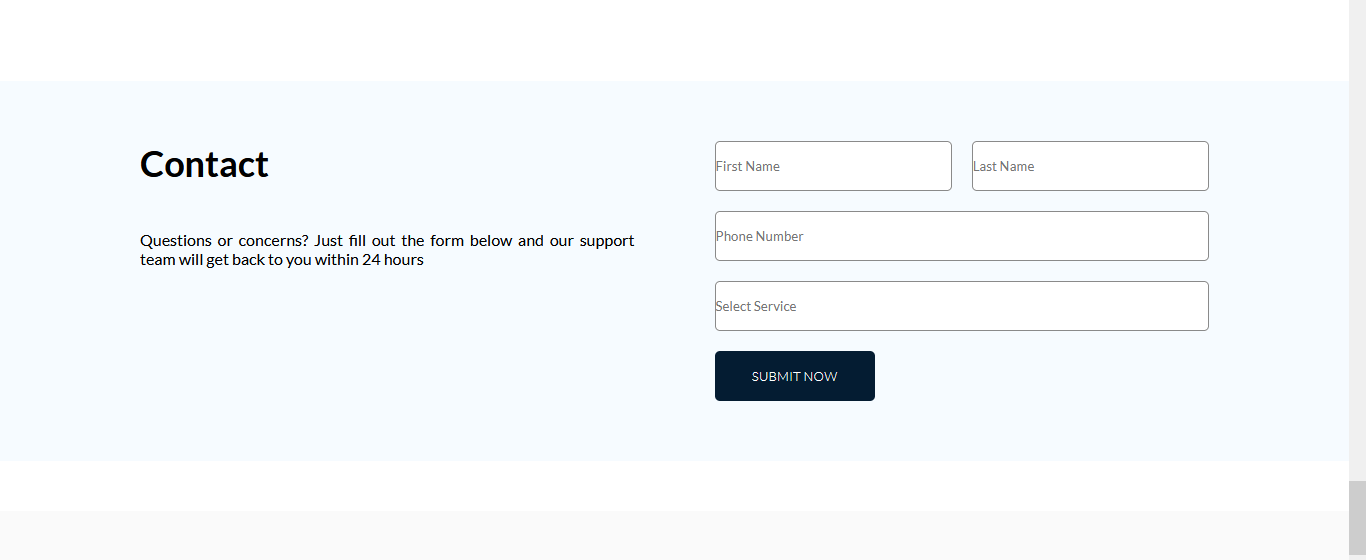 Contact
Questions or concerns? Just fill out the form below and our support
team will get back to you within 24 hours
First Name
Last Name
Phone Number
Select Service
SUBMIT NOW